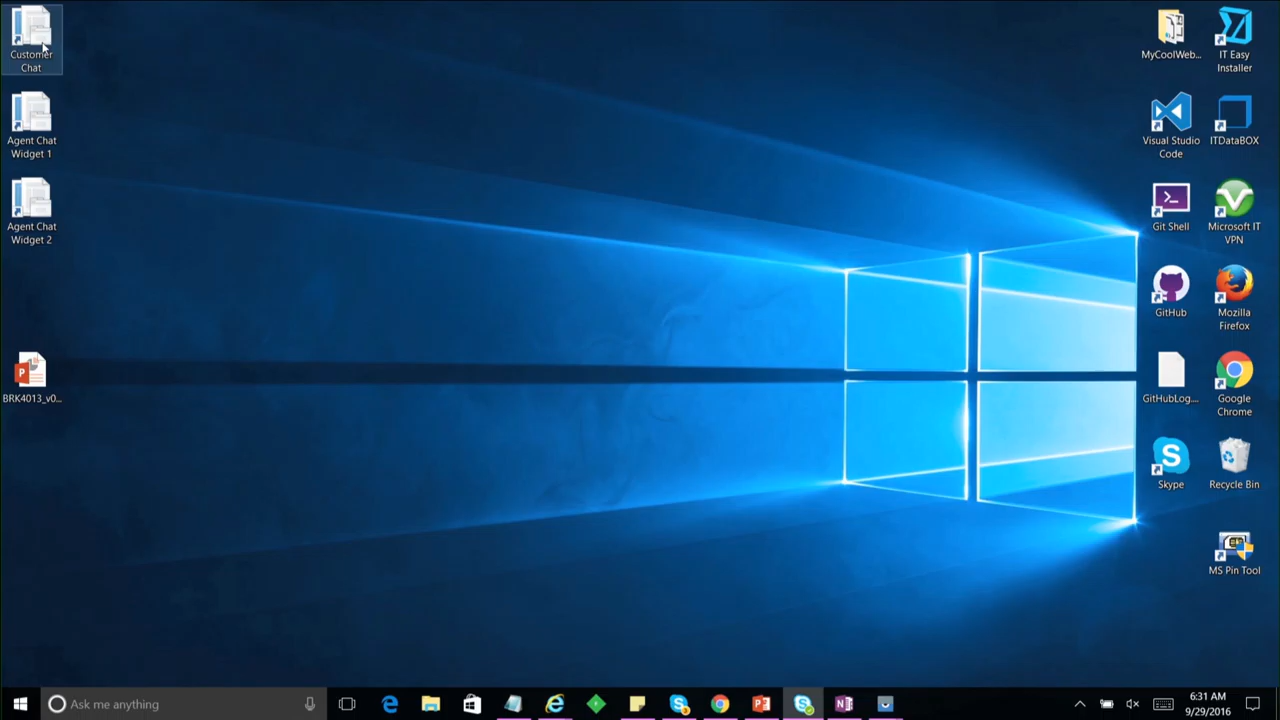 Customer
Chat
Agent Chat
Widget 1
Agent Chat
Widget 2
BRK4013_v0...
MyCoolWeb...
IT Easy
Installer
Visual Studio
Code
ITDataBOX
Git Shell
Microsoft IT
VPN
GitHub
Mozilla
Firefox
GitHubLog....
Google
Chrome
Skype
Recycle Bin
MS Pin Tool
Ask me anything
6:31 AM
9/29/2016